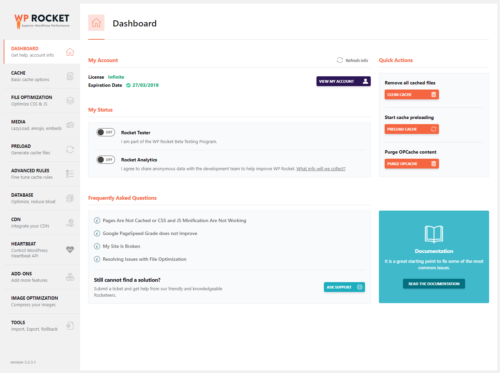 WP ROCKET
Superior WordPress Performance
DASHBOARD
Get help, account info
CACHE
Basic cache options
FILE OPTIMIZATION
Optimize CSS & JS
MEDIA
LazyLoad, emojis, embeds
PRELOAD
Generate cache files
ADVANCED RULES
Fine-tune cache rules
DATABASE
Optimize, reduce bloat
CDN
Integrate your CDN
HEARTBEAT
Control WordPress
Heartbeat API
ADD-ONS
Add more features
IMAGE OPTIMIZATION
Compress your images
TOOLS
Import, Export, Rollback
Dashboard
My Account
Refresh info
License Infinite
Expiration Date 27/03/2019
VIEW MY ACCOUNT
My Status
OFF
Rocket Tester
I am part of the WP Rocket Beta Testing Program.
OFF
Rocket Analytics
I agree to share anonymous data with the development team to help improve WP Rocket. What info will we collect?
Frequently Asked Questions
Pages Are Not Cached or CSS and JS Minification Are Not Working
Google PageSpeed Grade does not Improve
My Site is Broken
Resolving Issues with File Optimization
Still cannot find a solution?
Submit a ticket and get help from our friendly and knowledgeable
Rocketeers.
ASK SUPPORT
Quick Actions
Remove all cached files
CLEAR CACHE
Start cache preloading
PRELOAD CACHE
Purge OPCache content
PURGE OPCACHE
Documentation
It is a great starting point to fix some of the most
common issues.
READ THE DOCUMENTATION